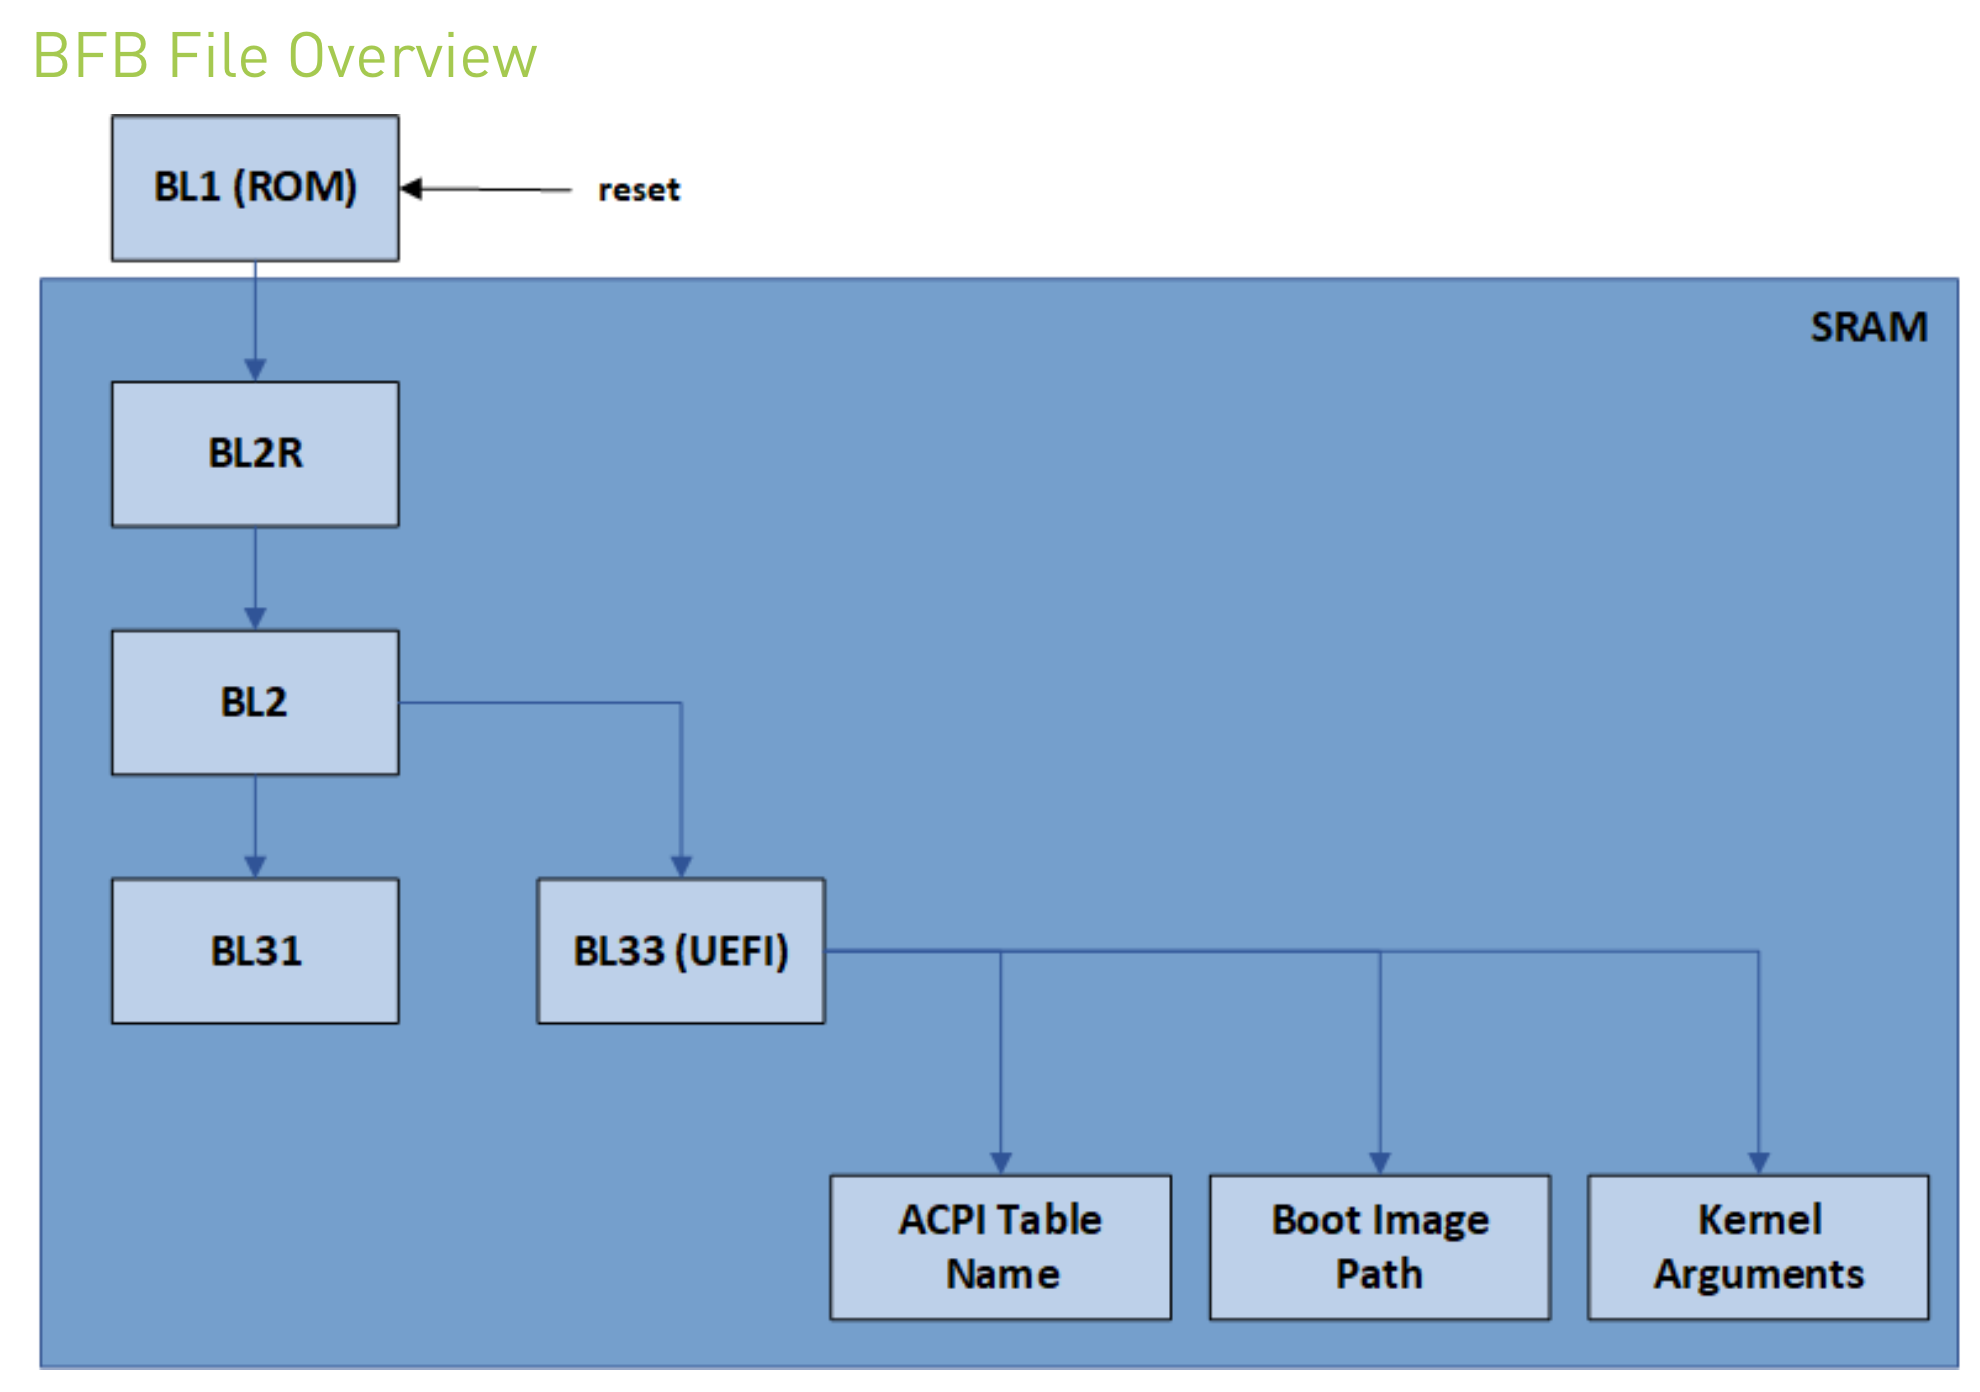 BFB File Overview
BL1 (ROM)
reset
SRAM
BL2R
BL2
BL31
BL33 (UEFI)
ACPI Table
Name
Boot Image
Path
Kernel
Arguments